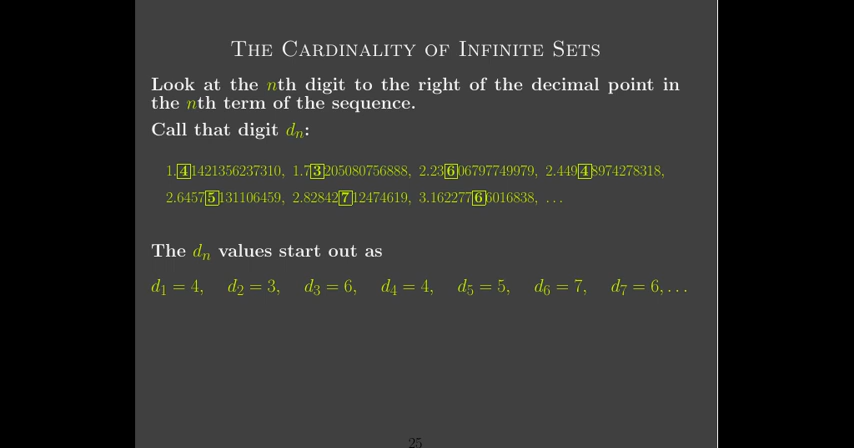 The Cardinality of Infinite Sets
Look at the nth digit to the right of the decimal point in
the nth term of the sequence.
Call that digit dₙ:
1.41421356237310, 1.73205080756888, 2.23606797749979, 2.44948974278318,
2.64575131106459, 2.82842712474619, 3.16227766016838, ...
The dₙ values start out as
d₁ = 4, d₂ = 3, d₃ = 6, d₄ = 4, d₅ = 5, d₆ = 7, d₇ = 6, ...
25